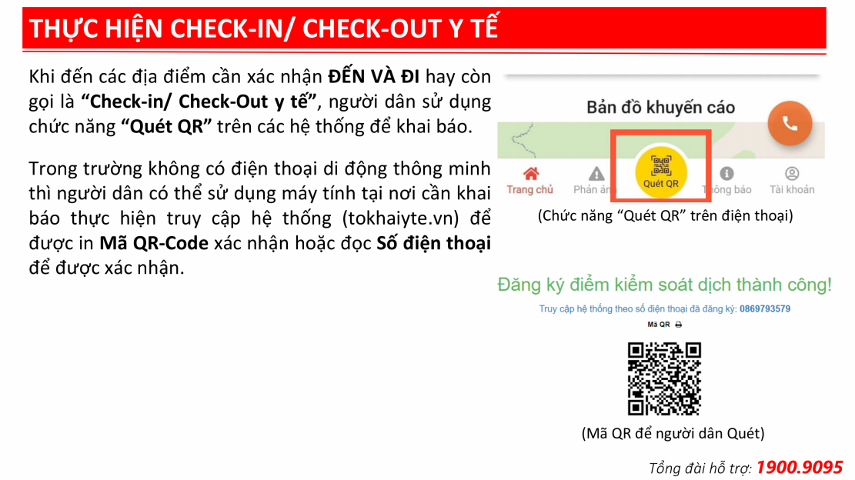 THỰC HIỆN CHECK-IN/ CHECK-OUT Y TẾ
Khi đến các địa điểm cần xác nhận ĐẾN VÀ ĐI hay còn
gọi là “Check-in/ Check-Out y tế”, người dân sử dụng
chức năng “Quét QR” trên các hệ thống để khai báo.
Trong trường không có điện thoại di động thông minh
thì người dân có thể sử dụng máy tính tại nơi cần khai
báo thực hiện truy cập hệ thống (tokhaiyte.vn) để
được in Mã QR-Code xác nhận hoặc đọc Số điện thoại
để được xác nhận.
Bản đồ khuyến cáo
Trang chủ Phản án Quét QR hông báo Tài khoản
(Chức năng “Quét QR” trên điện thoại)
Đăng ký điểm kiểm soát dịch thành công!
Truy cập hệ thống theo số điện thoại đã đăng ký: 0869793579
Mã QR
(Mã QR để người dân Quét)
Tổng đài hỗ trợ: 1900.9095